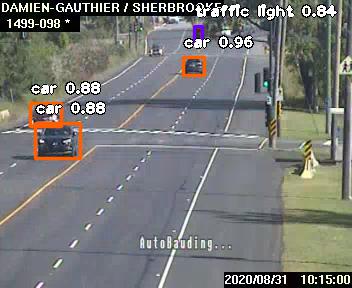 DAMIEN-GAUTHIER / SHERBROOKE
traffic light 0.84
1499-098 *
car 0.96
car 0.88
car 0.88
AutoBauding...
2020/08/31 10:15:00